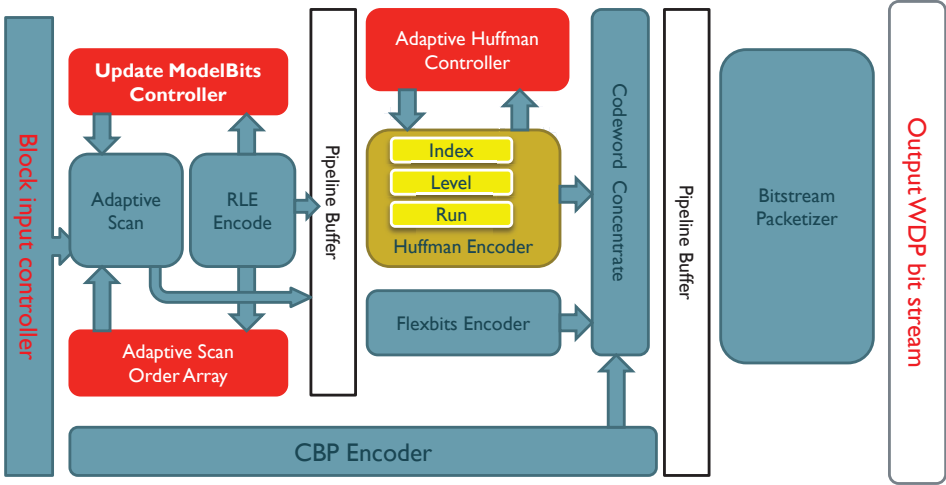 Block input controller
Update ModelBits
Controller
Adaptive
Scan
RLE
Encode
Adaptive Scan
Order Array
Pipeline Buffer
Adaptive Huffman
Controller
Index
Level
Run
Huffman Encoder
Flexbits Encoder
CBP Encoder
Codeword Concentrate
Pipeline Buffer
Bitstream
Packetizer
Output WDP bit stream